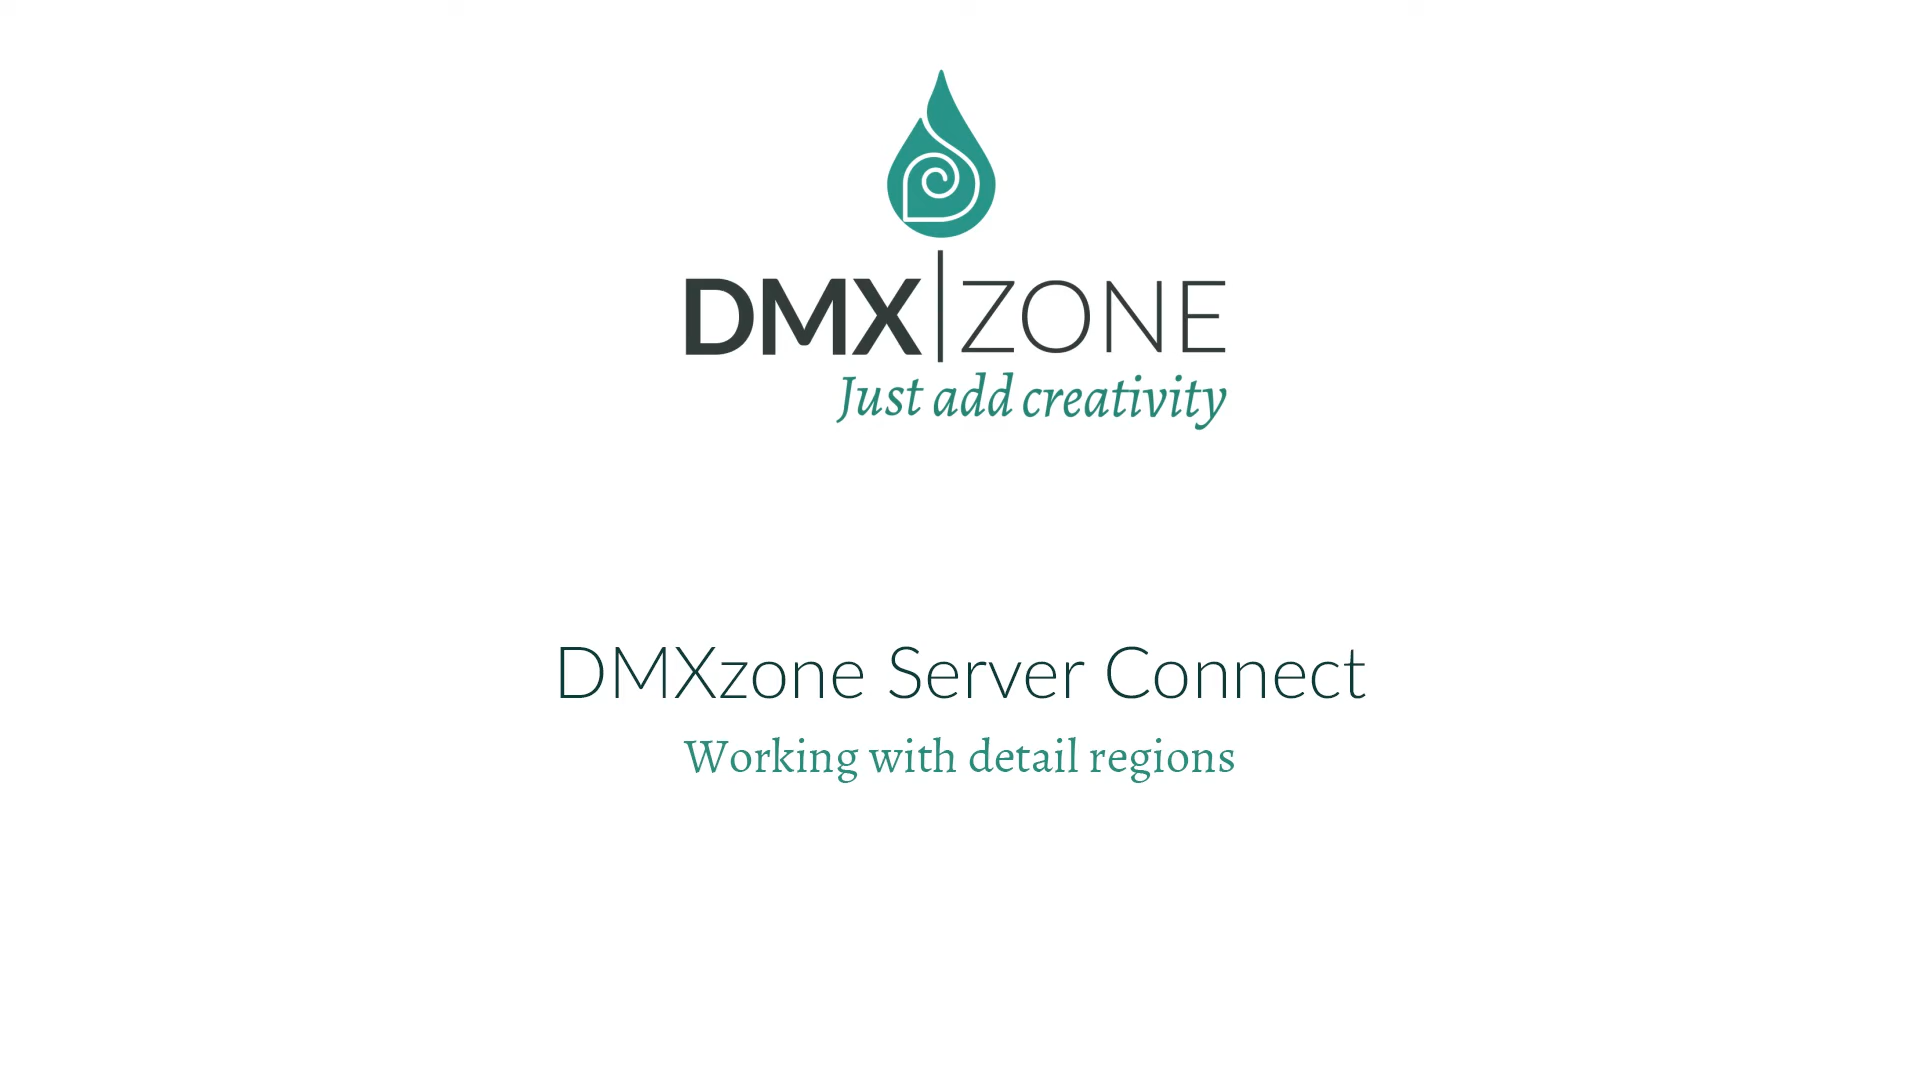 DMX|ZONE
Just add creativity
DMXzone Server Connect
Working with detail regions